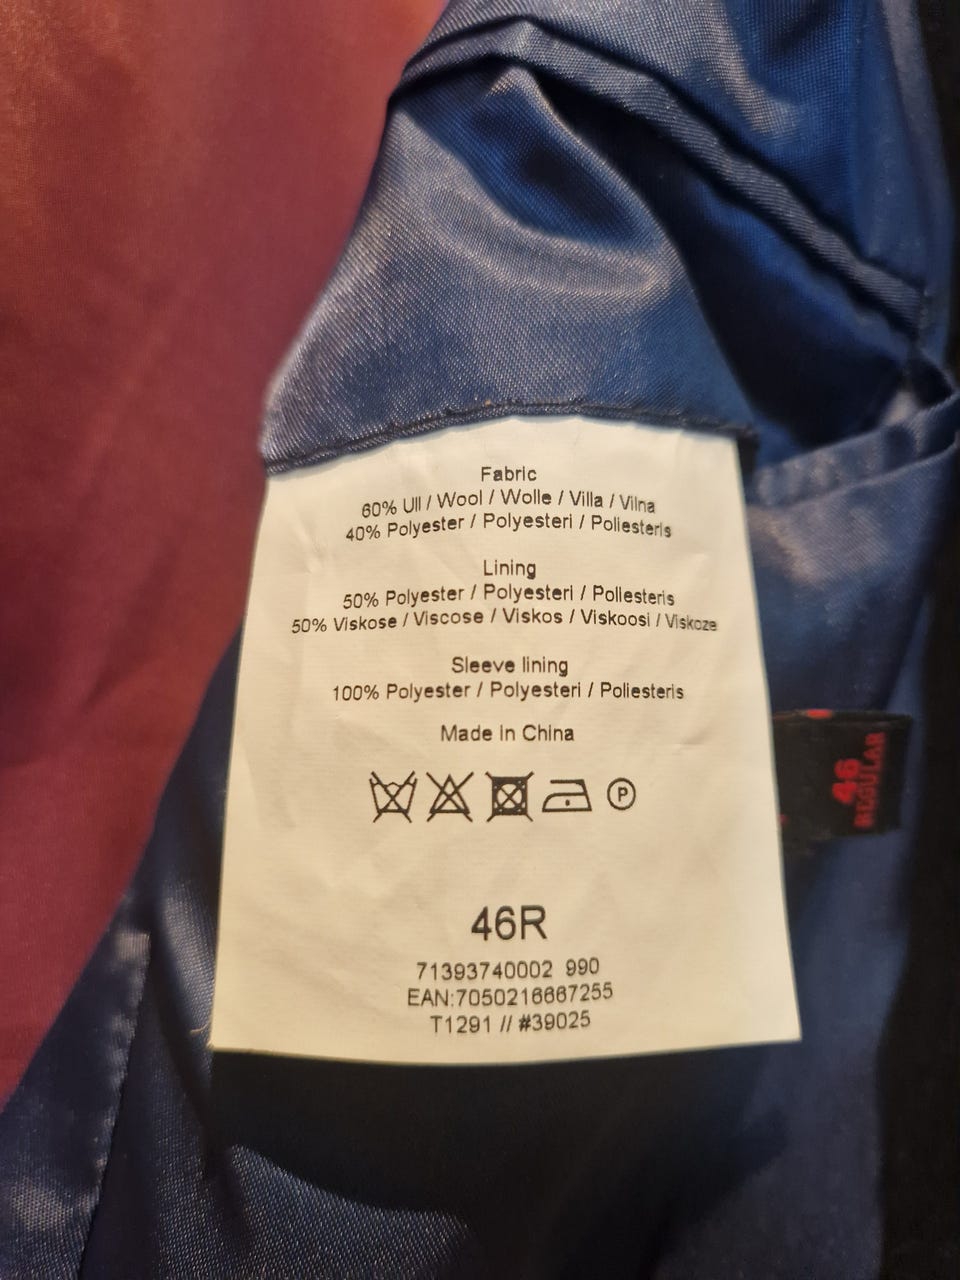 Fabric
60% Ull / Wool / Wolle / Villa / Vilna
40% Polyester / Polyesteri / Poliesteris
Lining
50% Polyester / Polyesteri / Poliesteris
50% Viskose / Viscose / Viskos / Viskoosi / Viskoze
Sleeve lining
100% Polyester / Polyesteri / Poliesteris
Made in China
P
46R
71393740002 990
EAN:7050216667255
T1291 // #39025
46
REGULAR